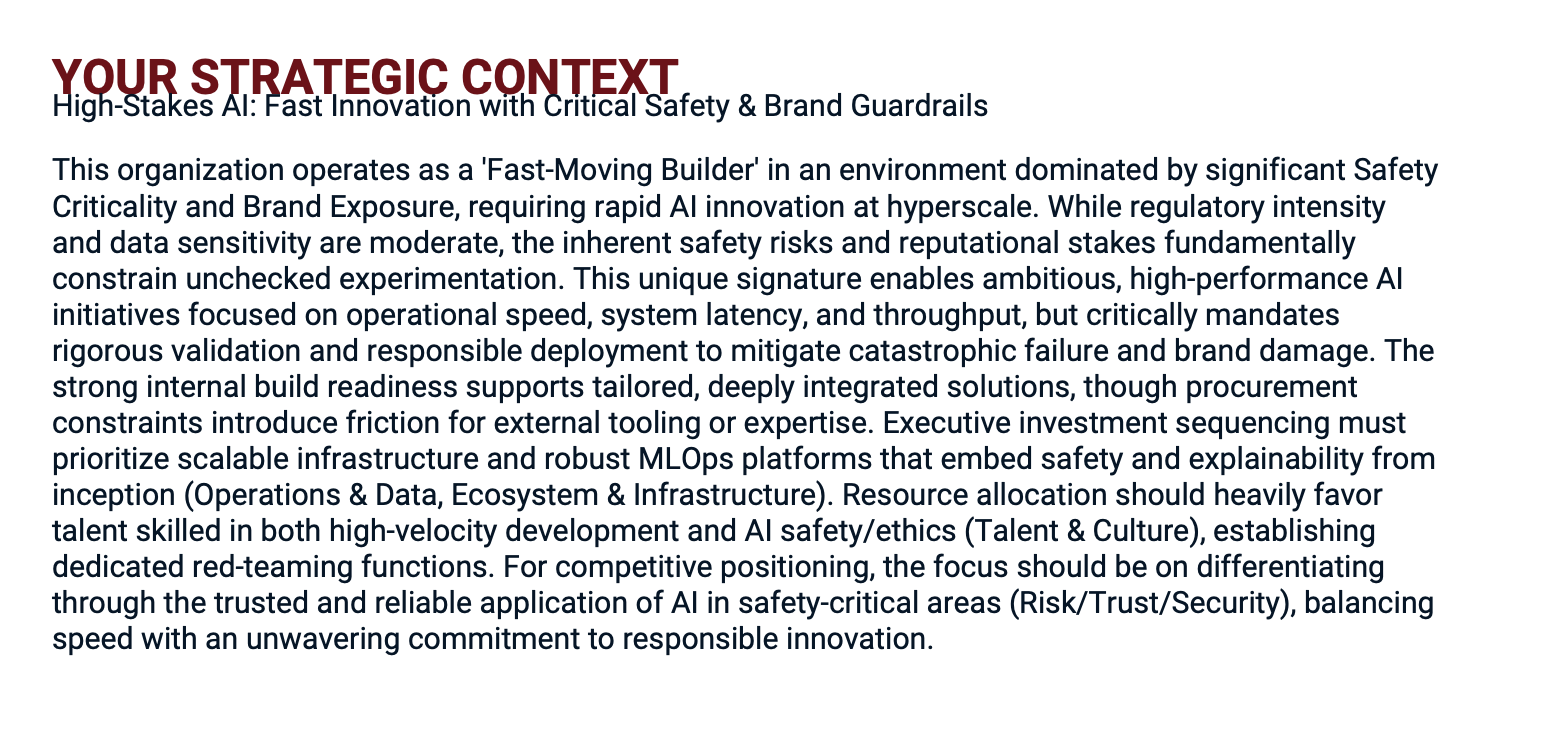 YOUR STRATEGIC CONTEXT
High-Stakes AI: Fast Innovation with Critical Safety & Brand Guardrails
This organization operates as a 'Fast-Moving Builder' in an environment dominated by significant Safety
Criticality and Brand Exposure, requiring rapid AI innovation at hyperscale. While regulatory intensity
and data sensitivity are moderate, the inherent safety risks and reputational stakes fundamentally
constrain unchecked experimentation. This unique signature enables ambitious, high-performance AI
initiatives focused on operational speed, system latency, and throughput, but critically mandates
rigorous validation and responsible deployment to mitigate catastrophic failure and brand damage. The
strong internal build readiness supports tailored, deeply integrated solutions, though procurement
constraints introduce friction for external tooling or expertise. Executive investment sequencing must
prioritize scalable infrastructure and robust MLOps platforms that embed safety and explainability from
inception (Operations & Data, Ecosystem & Infrastructure). Resource allocation should heavily favor
talent skilled in both high-velocity development and AI safety/ethics (Talent & Culture), establishing
dedicated red-teaming functions. For competitive positioning, the focus should be on differentiating
through the trusted and reliable application of AI in safety-critical areas (Risk/Trust/Security), balancing
speed with an unwavering commitment to responsible innovation.